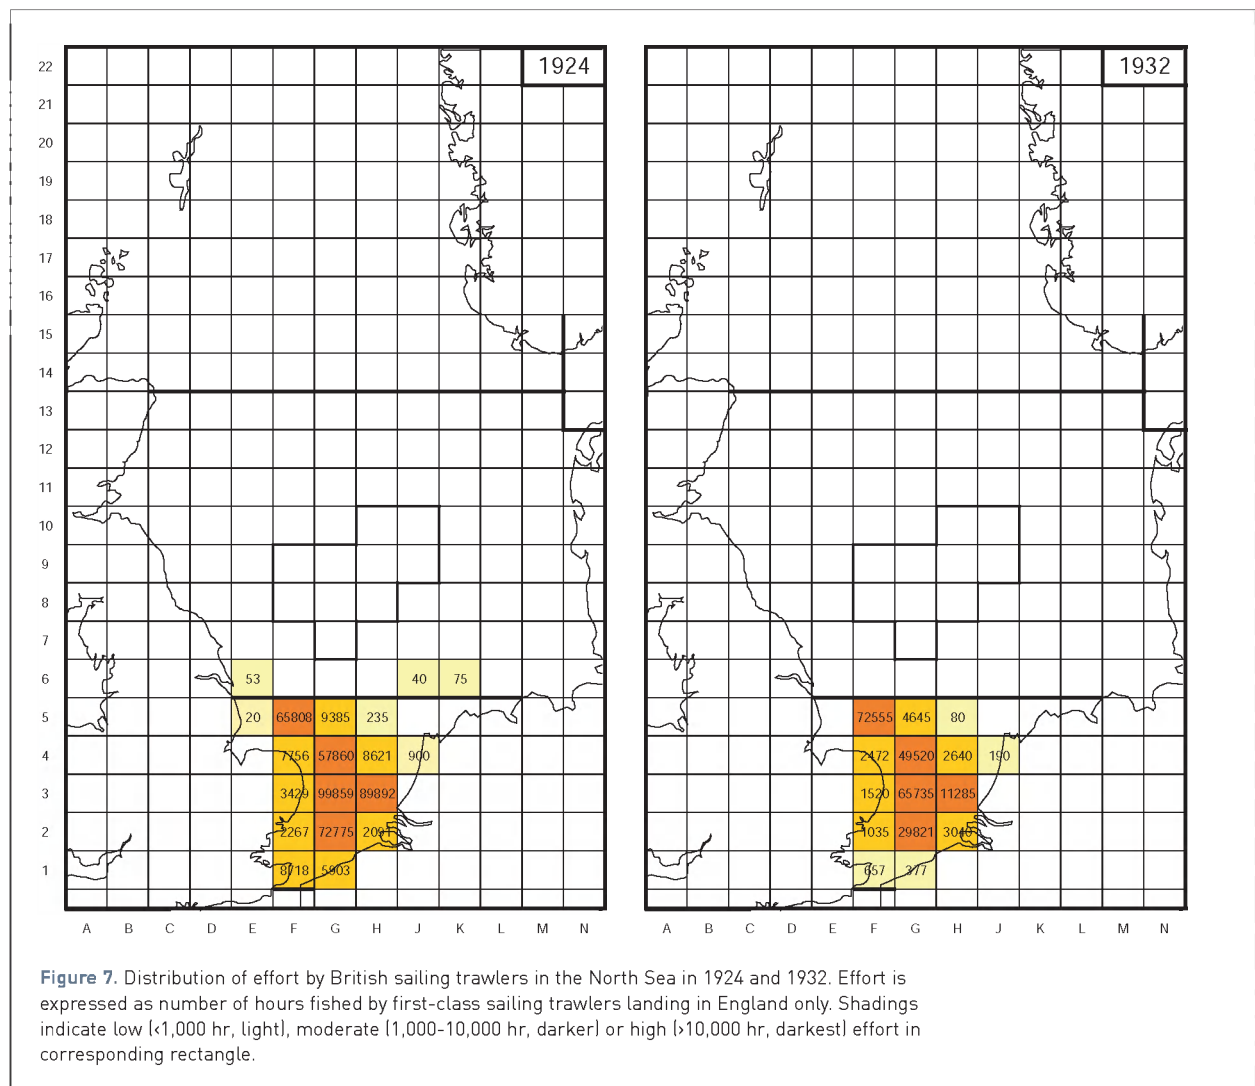 1924 1932
22
21
20
19
18
17
16
15
14
13
12
11
10
9
8
7
6 53 40 75
5 20 65808 9385 235 72555 4645 80
4 7756 57860 8621 900 2472 49520 2640 190
3 3429 99859 89892 1520 65735 11285
2 2267 72775 2091 1035 29821 3040
1 8718 5903 657 377
A B C D E F G H J K L M N A B C D E F G H J K L M N
Figure 7. Distribution of effort by British sailing trawlers in the North Sea in 1924 and 1932. Effort is
expressed as number of hours fished by first-class sailing trawlers landing in England only. Shadings
indicate low (<1,000 hr, light), moderate (1,000-10,000 hr, darker) or high (>10,000 hr, darkest) effort in
corresponding rectangle.